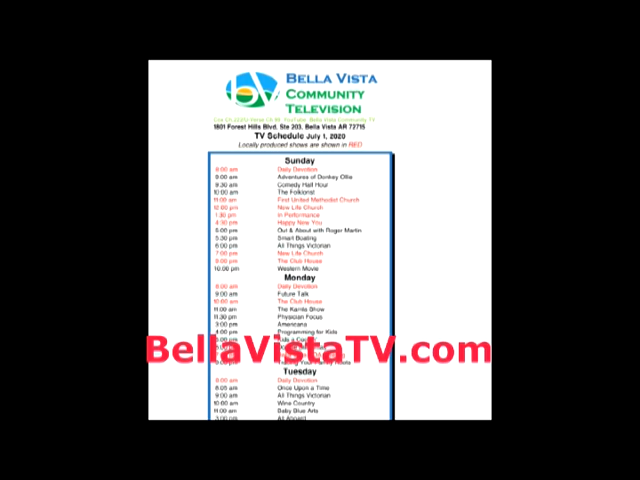 BELLA VISTA
COMMUNITY
TELEVISION
1801 Forest Hills Blvd, Ste 203, Bella Vista AR 72715
TV Schedule July 1, 2020
Locally produced shows are shown in RED
Sunday
8:00 am Daily Devotion
9:00 am Adventures of Donkey Ollie
9:30 am Comedy Half Hour
10:00 am The Folklorist
11:00 am First United Methodist Church
12:00 pm New Life Church
1:30 pm In Performance
4:30 pm Happy New You
5:00 pm Out & About with Roger Martin
5:30 pm Smart Boating
6:00 pm All Things Victorian
7:00 pm New Life Church
9:00 pm The Club House
10:00 pm Western Movie
Monday
8:00 am Daily Devotion
9:00 am Future Talk
10:00 am The Club House
11:00 am The Kamla Show
11:30 pm Physician Focus
3:00 pm Americana
4:00 pm Programming for Kids
BellaVistaTV.com
Tuesday
8:00 am Daily Devotion
8:05 am Once Upon a Time
9:00 am All Things Victorian
10:00 am Wine Country
11:00 am Baby Blue Arts
3:00 pm All Aboard